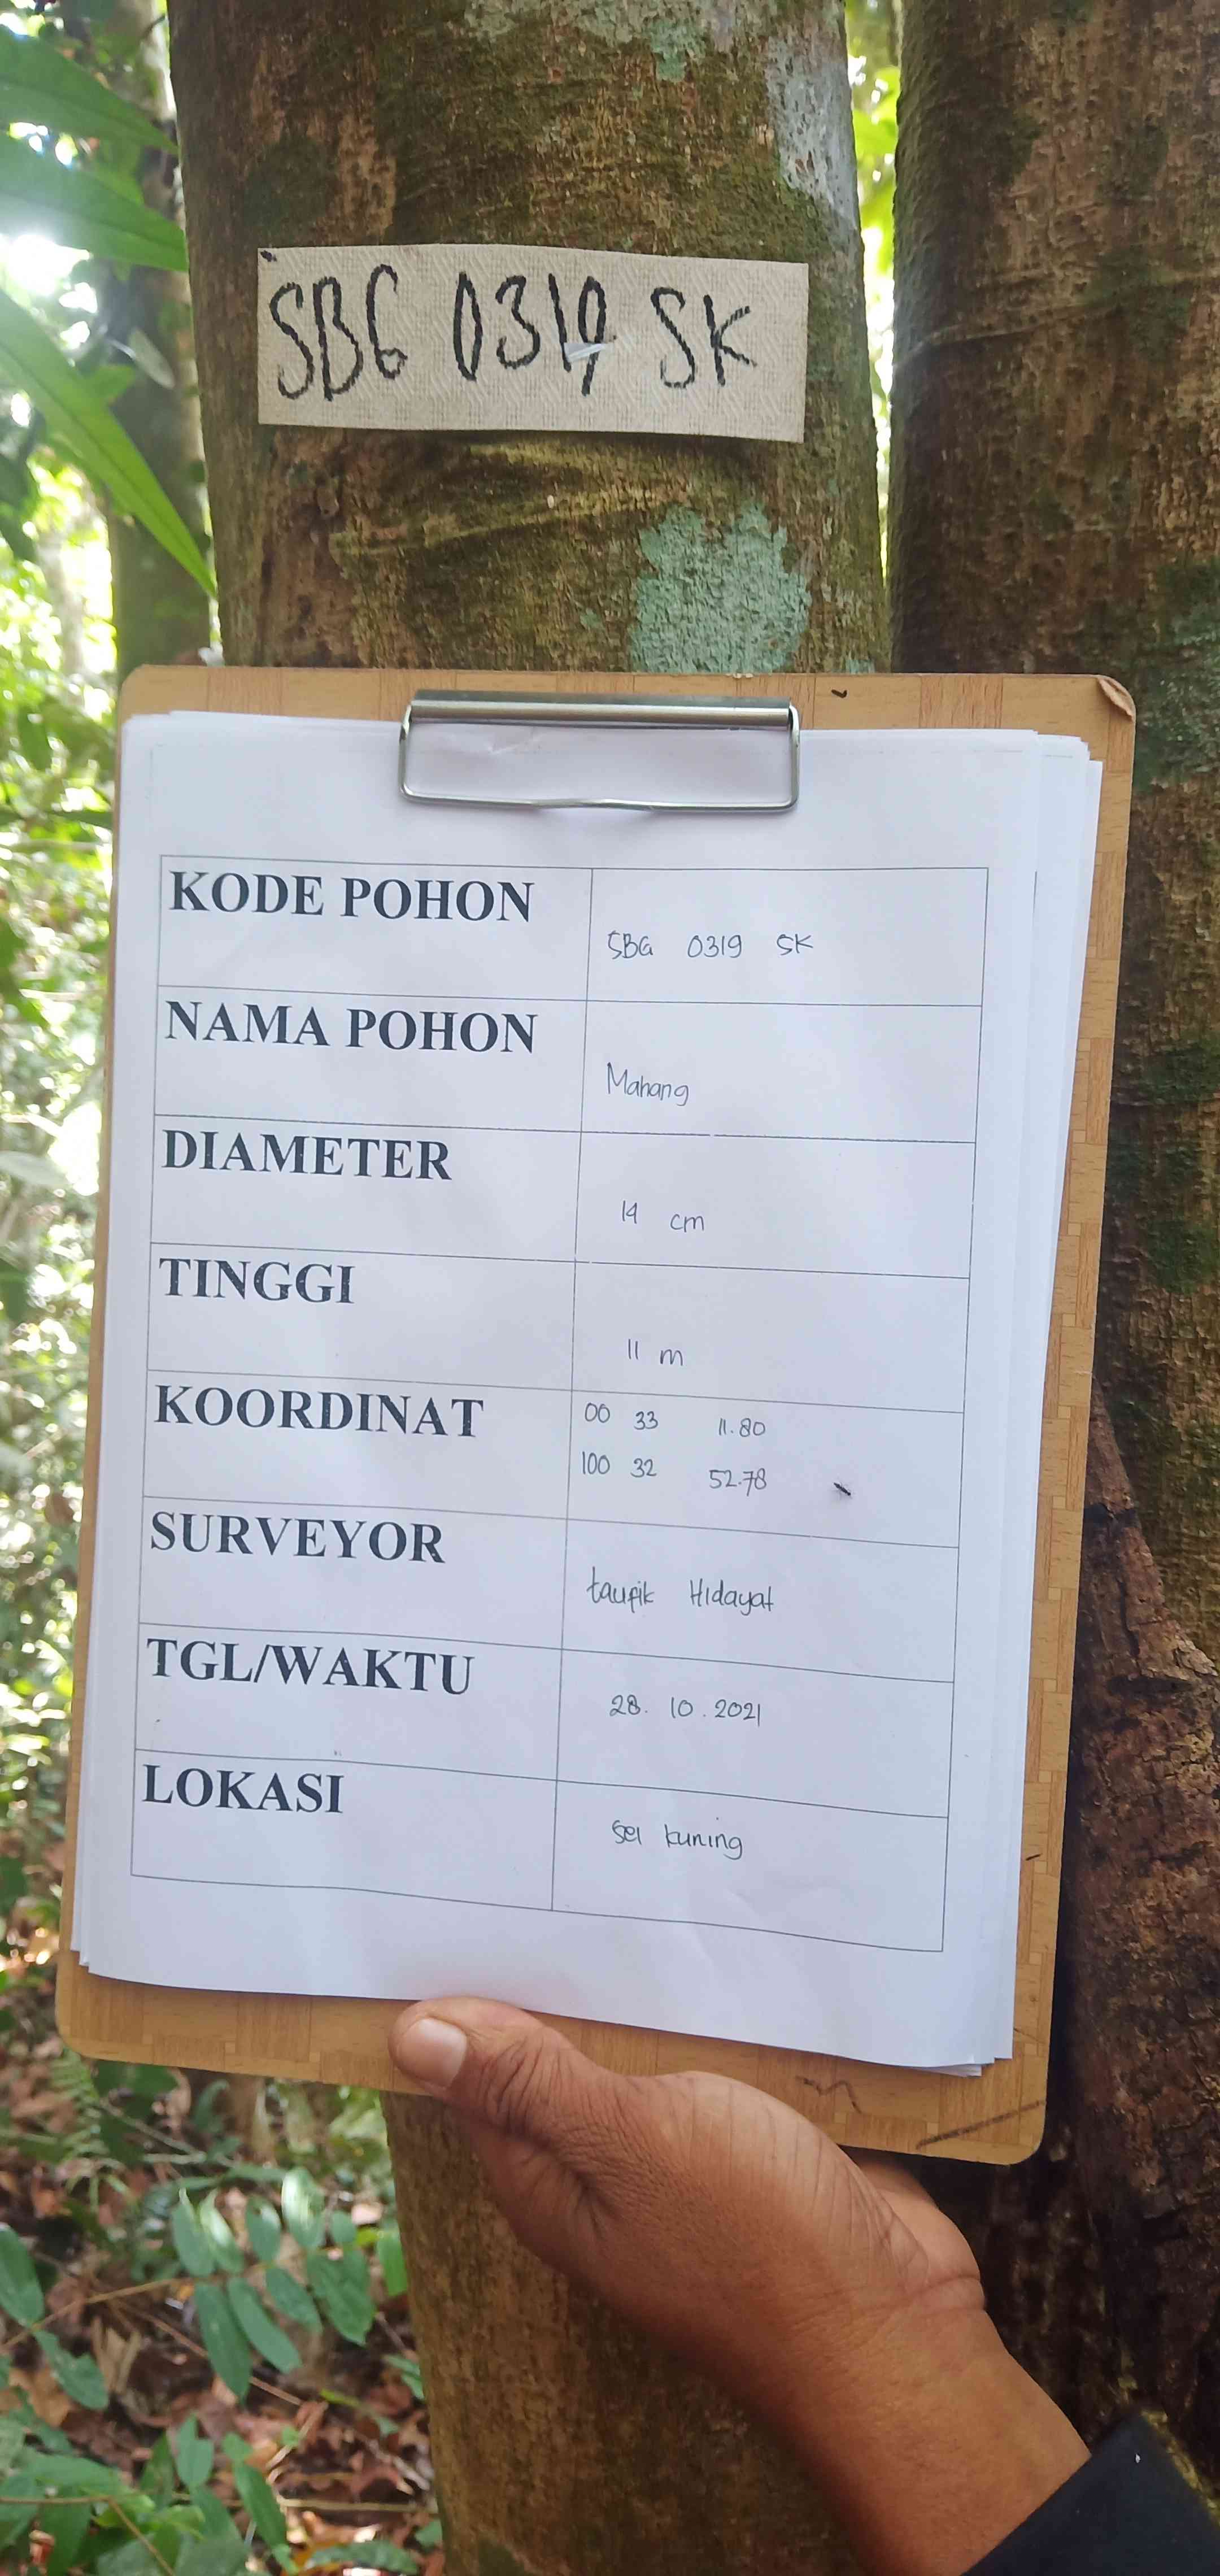 SBG 0319 SK
KODE POHON
SBG 0319 SK
NAMA POHON
Mahang
DIAMETER
14 cm
TINGGI
11 m
KOORDINAT
00 33 11.80
100 32 52.78
SURVEYOR
taufik Hidayat
TGL/WAKTU
28. 10. 2021
LOKASI
Sei kuning